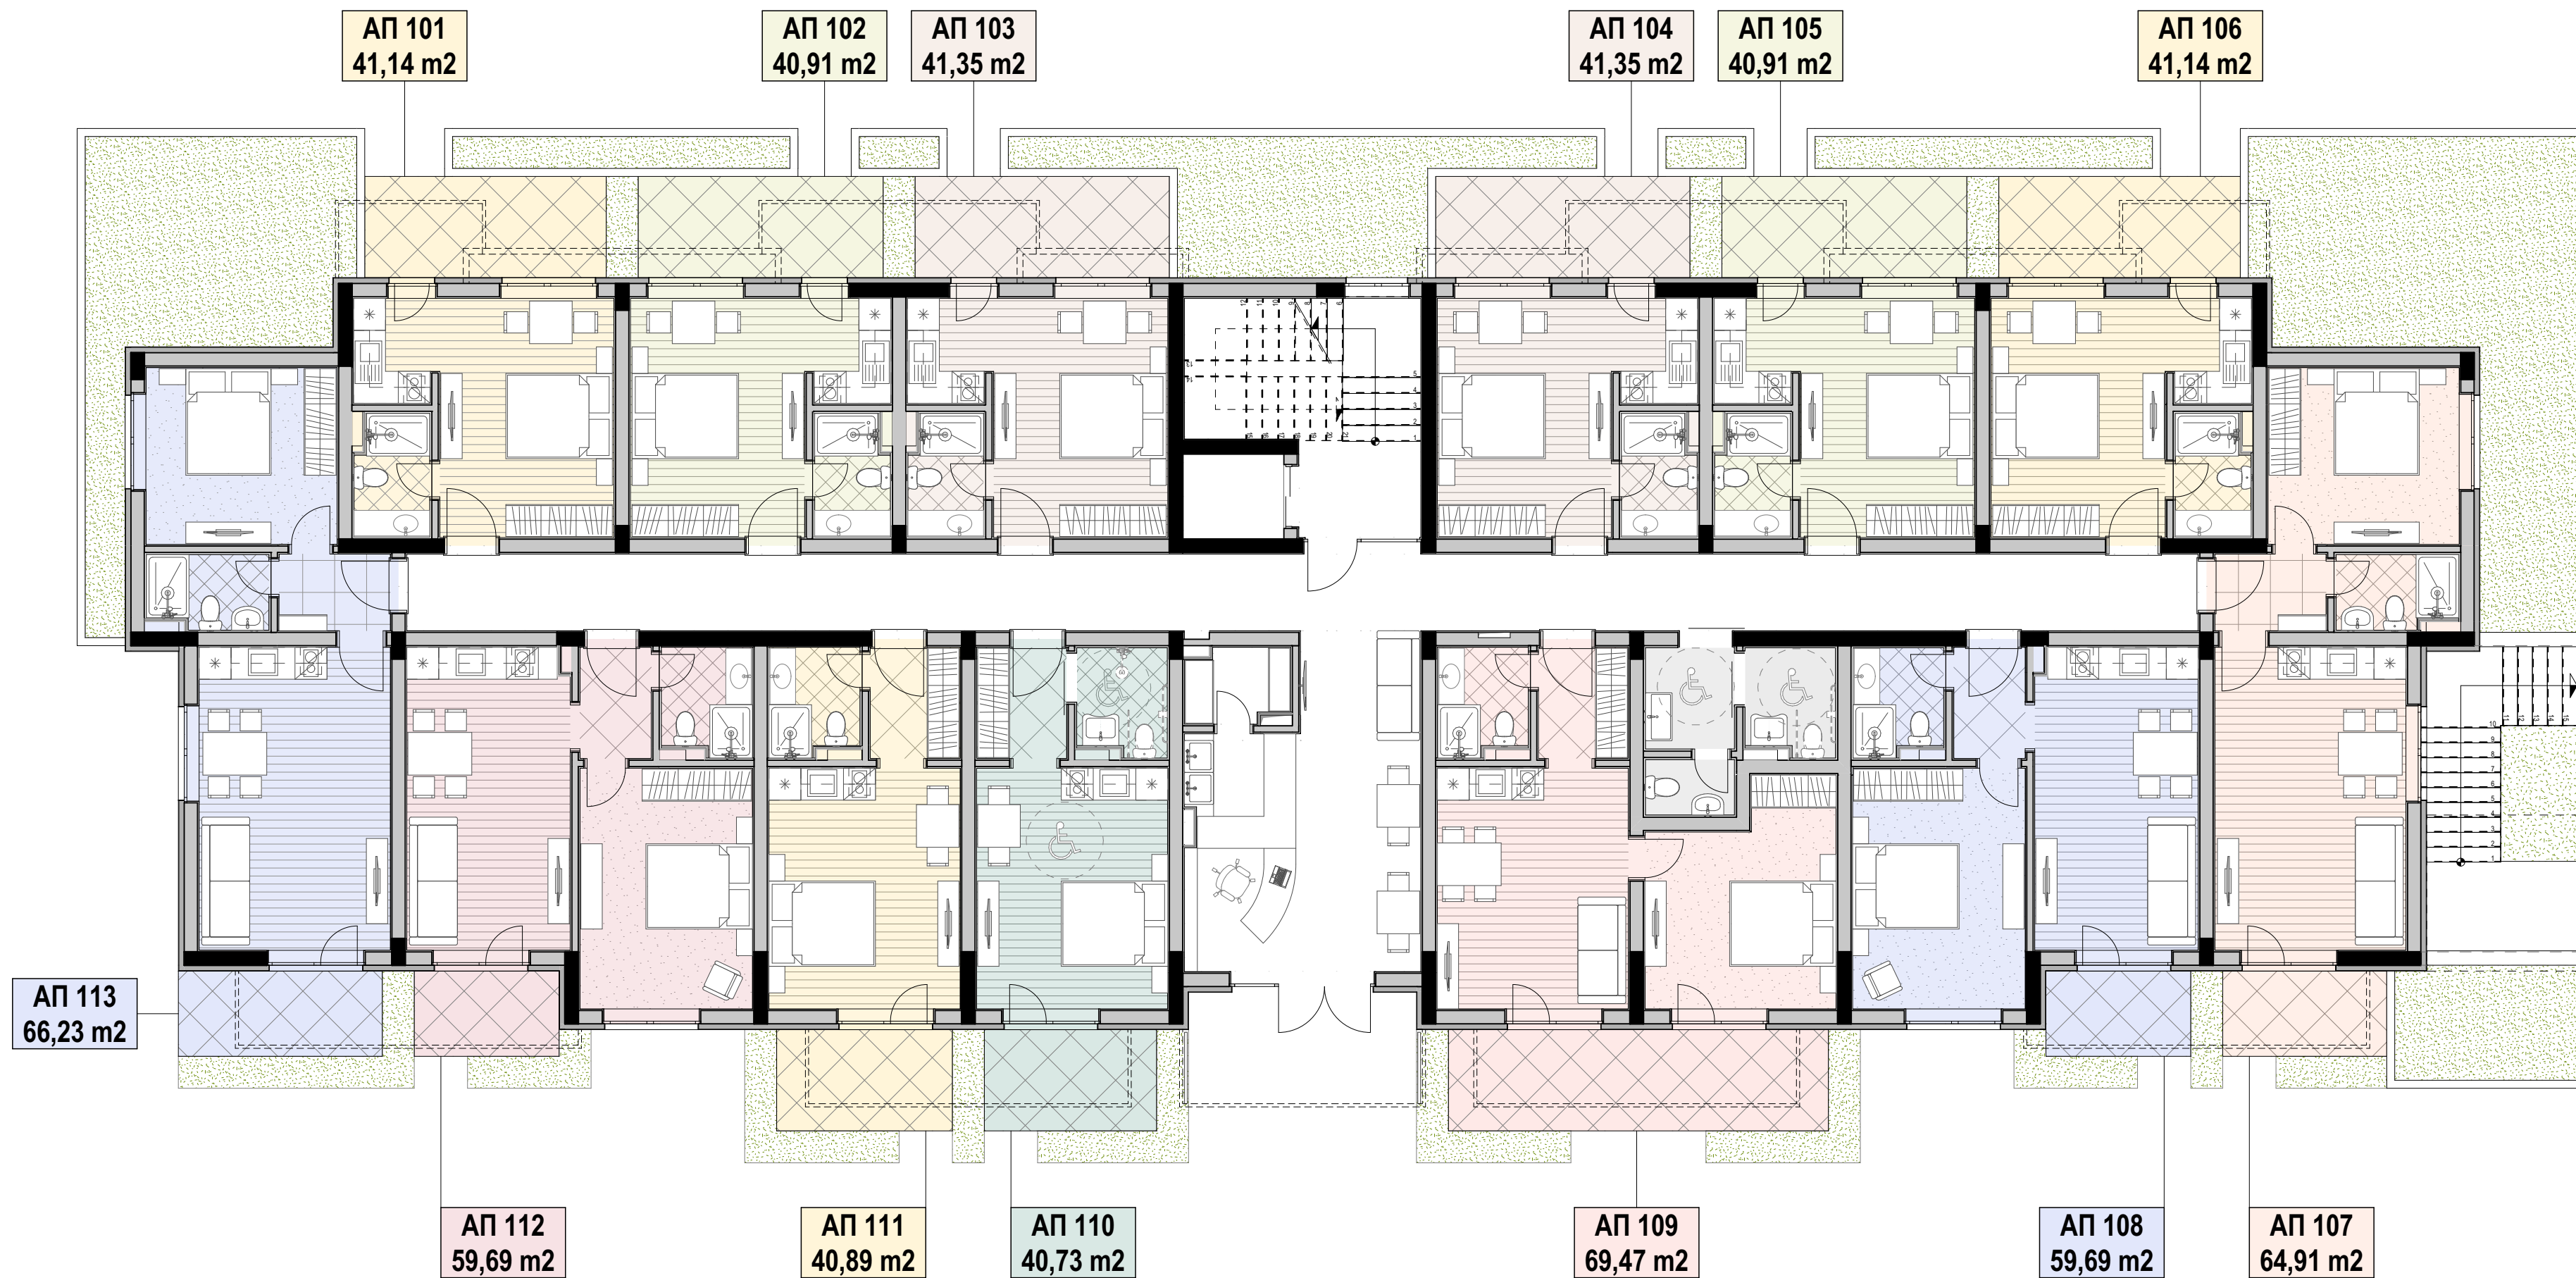 АП 101
41,14 m2
АП 102
40,91 m2
АП 103
41,35 m2
АП 104
41,35 m2
АП 105
40,91 m2
АП 106
41,14 m2
АП 113
66,23 m2
АП 112
59,69 m2
АП 111
40,89 m2
АП 110
40,73 m2
АП 109
69,47 m2
АП 108
59,69 m2
АП 107
64,91 m2